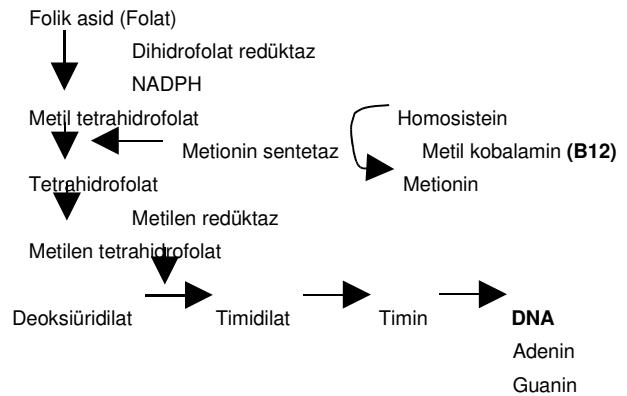 Folik asid (Folat)
Dihidrofolat redüktaz
NADPH
Metil tetrahidrofolat
Homosistein
Metionin sentetaz
Metil kobalamin (B12)
Tetrahidrofolat
Metionin
Metilen redüktaz
Metilen tetrahidrofolat
Deoksiüridilat
Timidilat
Timin
DNA
Adenin
Guanin